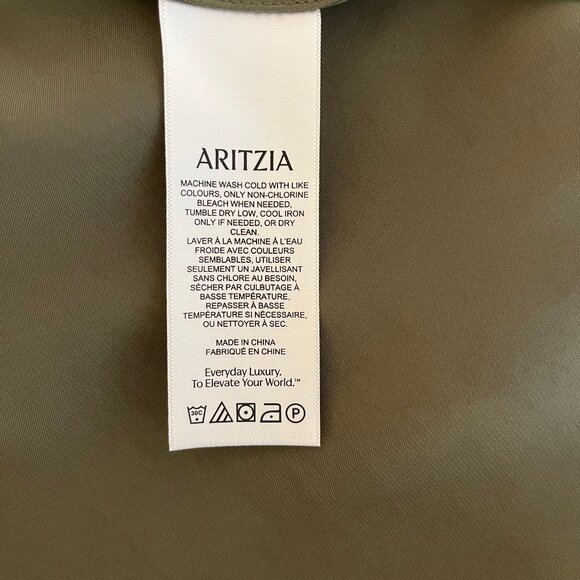 ARITZIA
MACHINE WASH COLD WITH LIKE
COLOURS, ONLY NON-CHLORINE
BLEACH WHEN NEEDED,
TUMBLE DRY LOW, COOL IRON
ONLY IF NEEDED, OR DRY
CLEAN.
LAVER À LA MACHINE À L'EAU
FROIDE AVEC COULEURS
SEMBLABLES, UTILISER
SEULEMENT UN JAVELLISANT
SANS CHLORE AU BESOIN,
SÉCHER PAR CULBUTAGE À
BASSE TEMPÉRATURE,
REPASSER À BASSE
TEMPÉRATURE SI NÉCESSAIRE,
OU NETTOYER À SEC.
MADE IN CHINA
FABRIQUÉ EN CHINE
Everyday Luxury.
To Elevate Your World.™
30C P